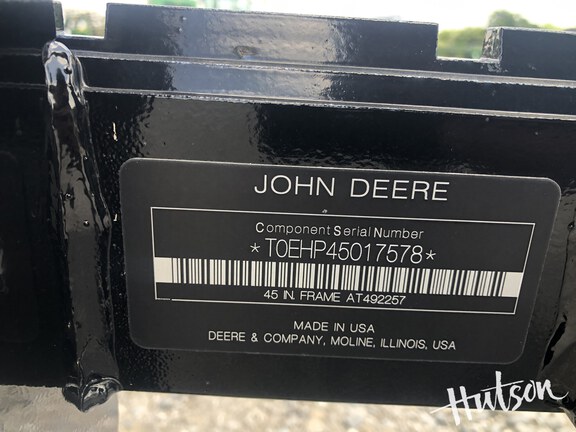 JOHN DEERE
Component Serial Number
*T0EHP45017578*
45 IN. FRAME AT492257
MADE IN USA
DEERE & COMPANY, MOLINE, ILLINOIS, USA
Hutson